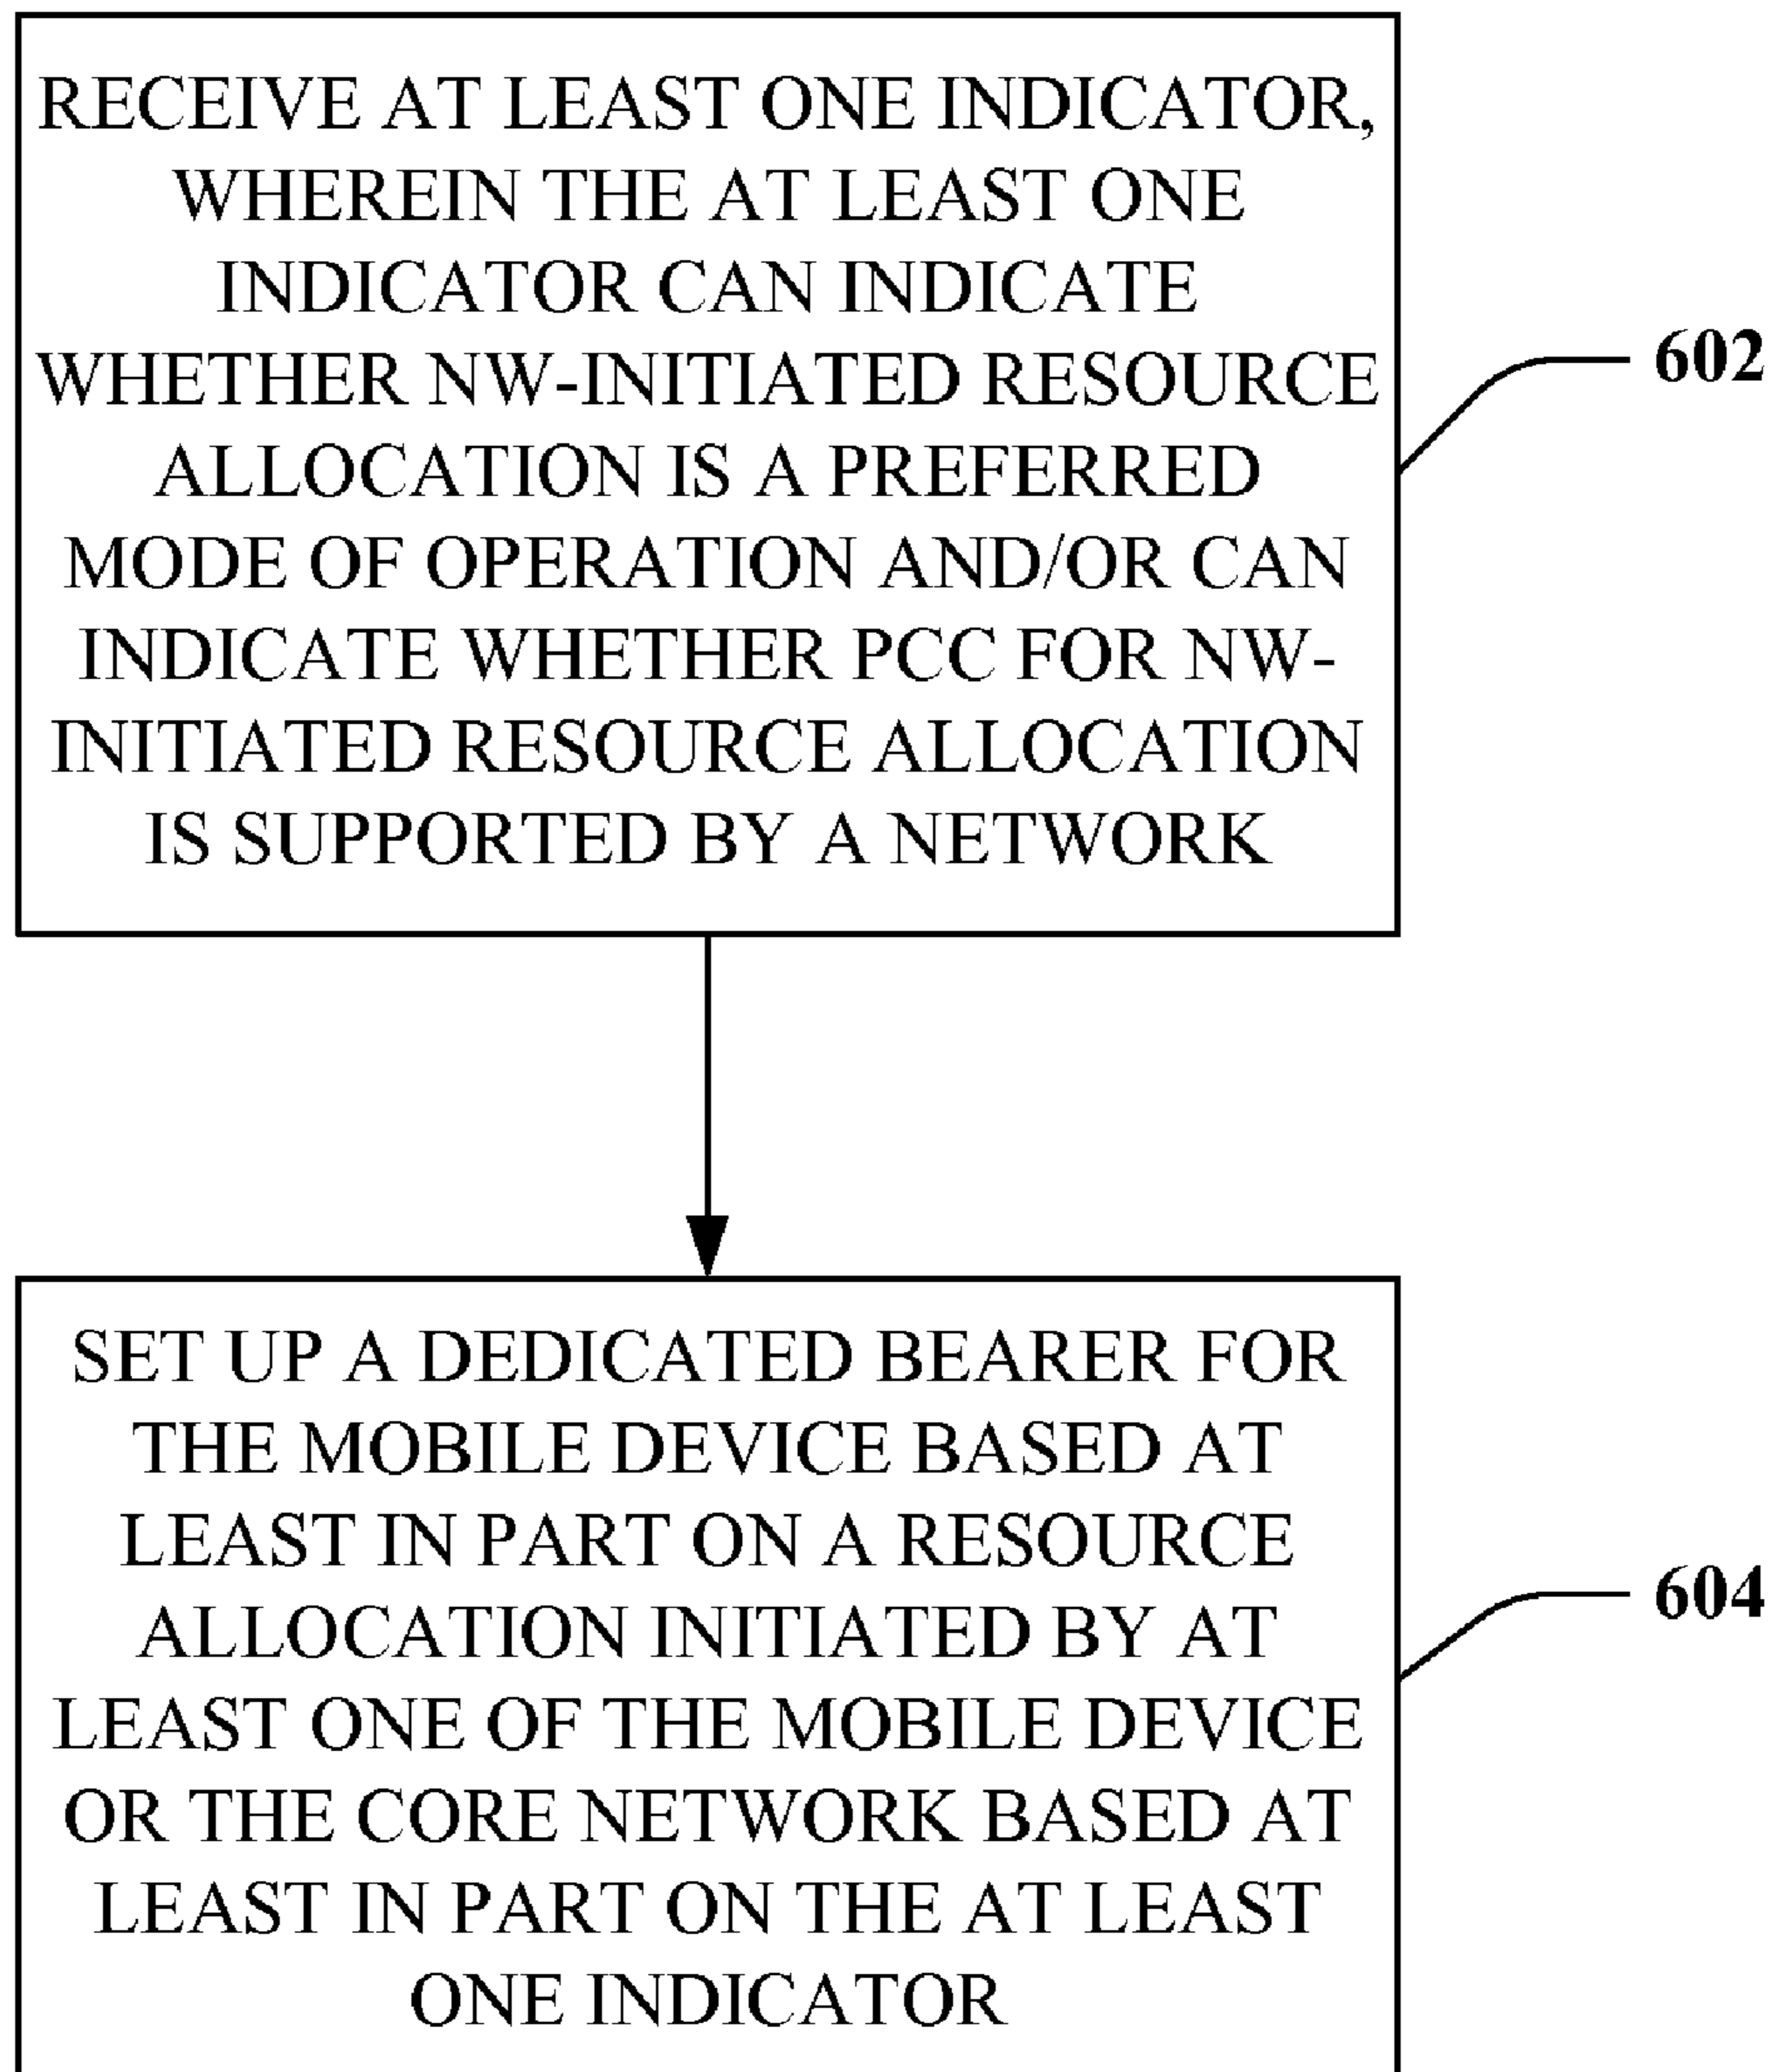 RECEIVE AT LEAST ONE INDICATOR,
WHEREIN THE AT LEAST ONE
INDICATOR CAN INDICATE
WHETHER NW-INITIATED RESOURCE
ALLOCATION IS A PREFERRED
MODE OF OPERATION AND/OR CAN
INDICATE WHETHER PCC FOR NW-
INITIATED RESOURCE ALLOCATION
IS SUPPORTED BY A NETWORK
602
SET UP A DEDICATED BEARER FOR
THE MOBILE DEVICE BASED AT
LEAST IN PART ON A RESOURCE
ALLOCATION INITIATED BY AT
LEAST ONE OF THE MOBILE DEVICE
OR THE CORE NETWORK BASED AT
LEAST IN PART ON THE AT LEAST
ONE INDICATOR
604